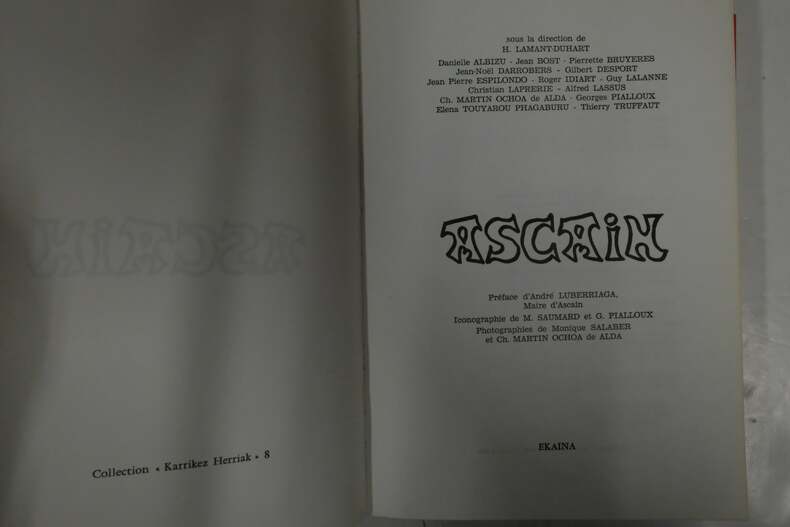 Collection « Karrikez Herriak » 8
sous la direction de
H. LAMANT-DUHART
Danielle ALBIZU - Jean BOST - Pierrette BRUYERES
Jean-Noël DARROBERS - Gilbert DESPORT
Jean Pierre ESPILONDO - Roger IDIART - Guy LALANNE
Christian LAPRERIE - Alfred LASSUS
Ch. MARTIN OCHOA de ALDA - Georges PIALLOUX
Elena TOUYAROU PHAGABURU - Thierry TRUFFAUT
ASCAIN
Préface d'André LUBERRIAGA,
Maire d'Ascain
Iconographie de M. SAUMARD et G. PIALLOUX
Photographies de Monique SALABER
et Ch. MARTIN OCHOA de ALDA
EKAINA